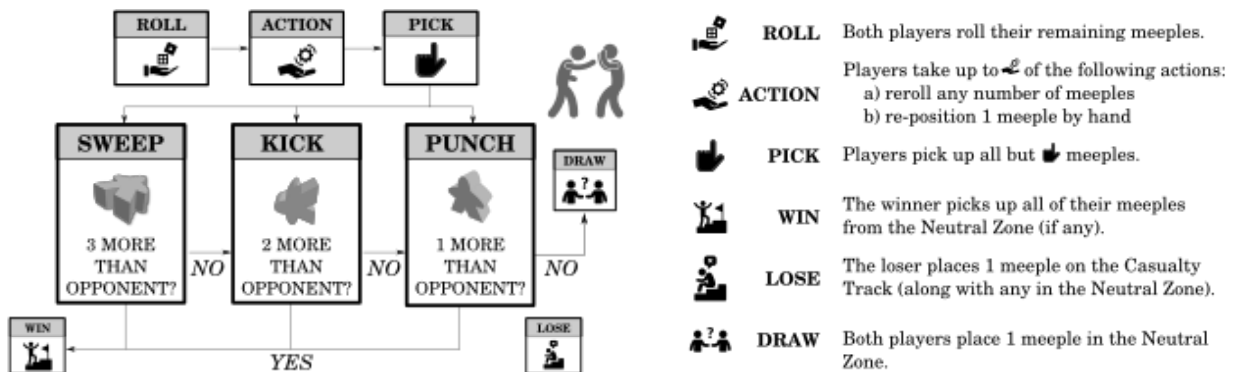 ROLL
ACTION
PICK
SWEEP
3 MORE
THAN
OPPONENT?
NO
KICK
2 MORE
THAN
OPPONENT?
NO
PUNCH
1 MORE
THAN
OPPONENT?
NO
DRAW
?
WIN
YES
LOSE
ROLL Both players roll their remaining meeples.
ACTION Players take up to of the following actions:
a) reroll any number of meeples
b) re-position 1 meeple by hand
PICK Players pick up all but meeples.
WIN The winner picks up all of their meeples
from the Neutral Zone (if any).
LOSE The loser places 1 meeple on the Casualty
Track (along with any in the Neutral Zone).
? DRAW Both players place 1 meeple in the Neutral
Zone.